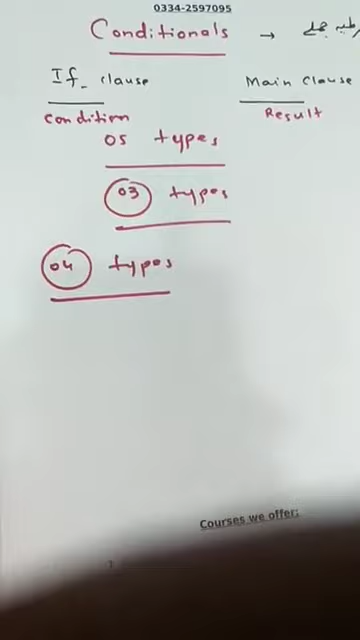 0334-2597095
Conditionals →
If- clause Main Clause
Condition Result
05 types
03 types
04 types
Courses we offer: